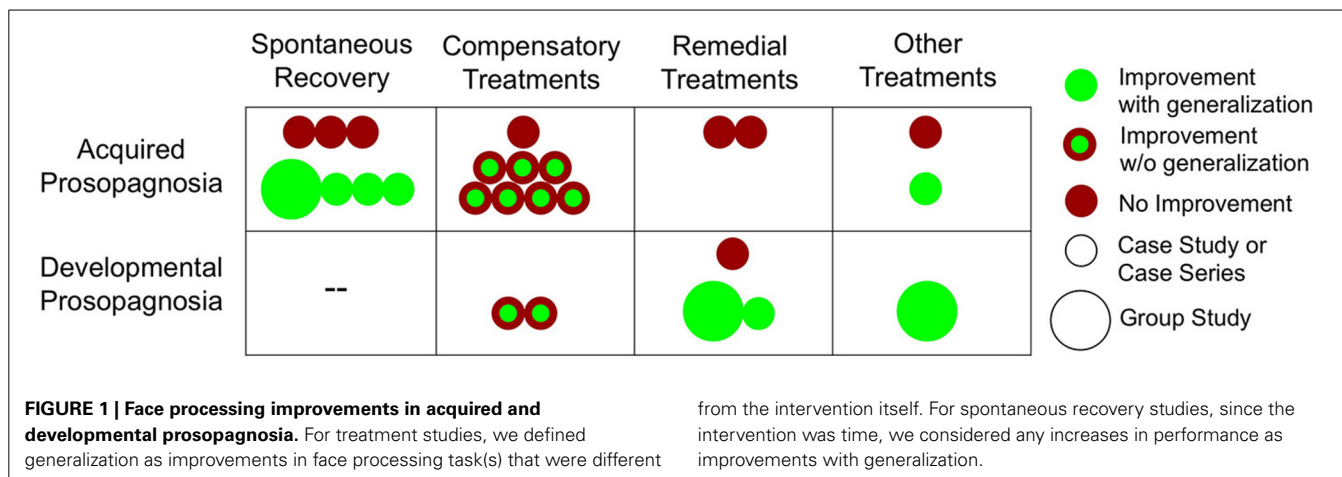 Spontaneous
Recovery
Compensatory
Treatments
Remedial
Treatments
Other
Treatments
Acquired
Prosopagnosia
Developmental
Prosopagnosia
--
Improvement
with generalization
Improvement
w/o generalization
No Improvement
Case Study or
Case Series
Group Study
FIGURE 1 | Face processing improvements in acquired and
developmental prosopagnosia. For treatment studies, we defined
generalization as improvements in face processing task(s) that were different
from the intervention itself. For spontaneous recovery studies, since the
intervention was time, we considered any increases in performance as
improvements with generalization.